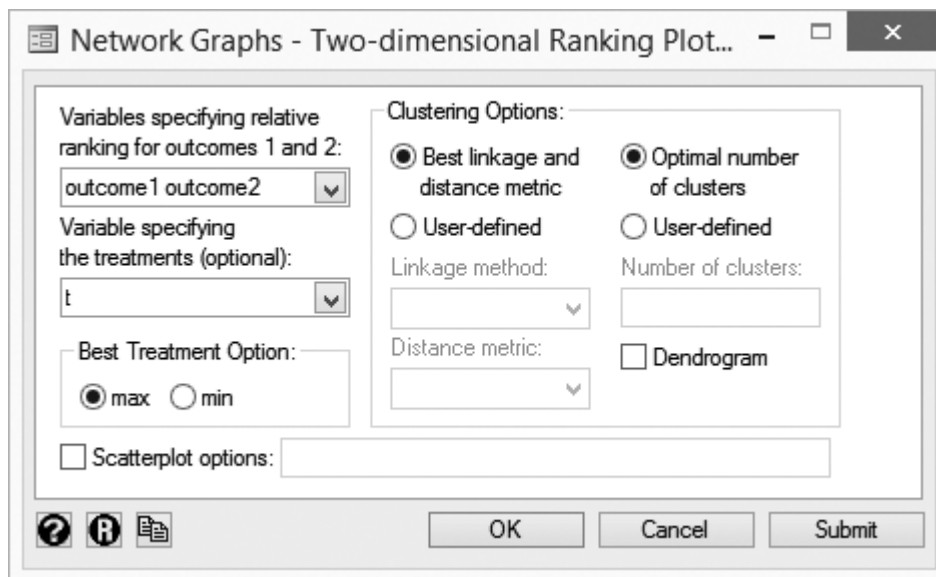 Network Graphs - Two-dimensional Ranking Plot...
Variables specifying relative
ranking for outcomes 1 and 2:
outcome1 outcome2
Variable specifying
the treatments (optional):
t
Best Treatment Option:
max
min
Clustering Options:
Best linkage and
distance metric
User-defined
Linkage method:
Distance metric:
Optimal number
of clusters
User-defined
Number of clusters:
Dendrogram
Scatterplot options:
?
R
OK
Cancel
Submit